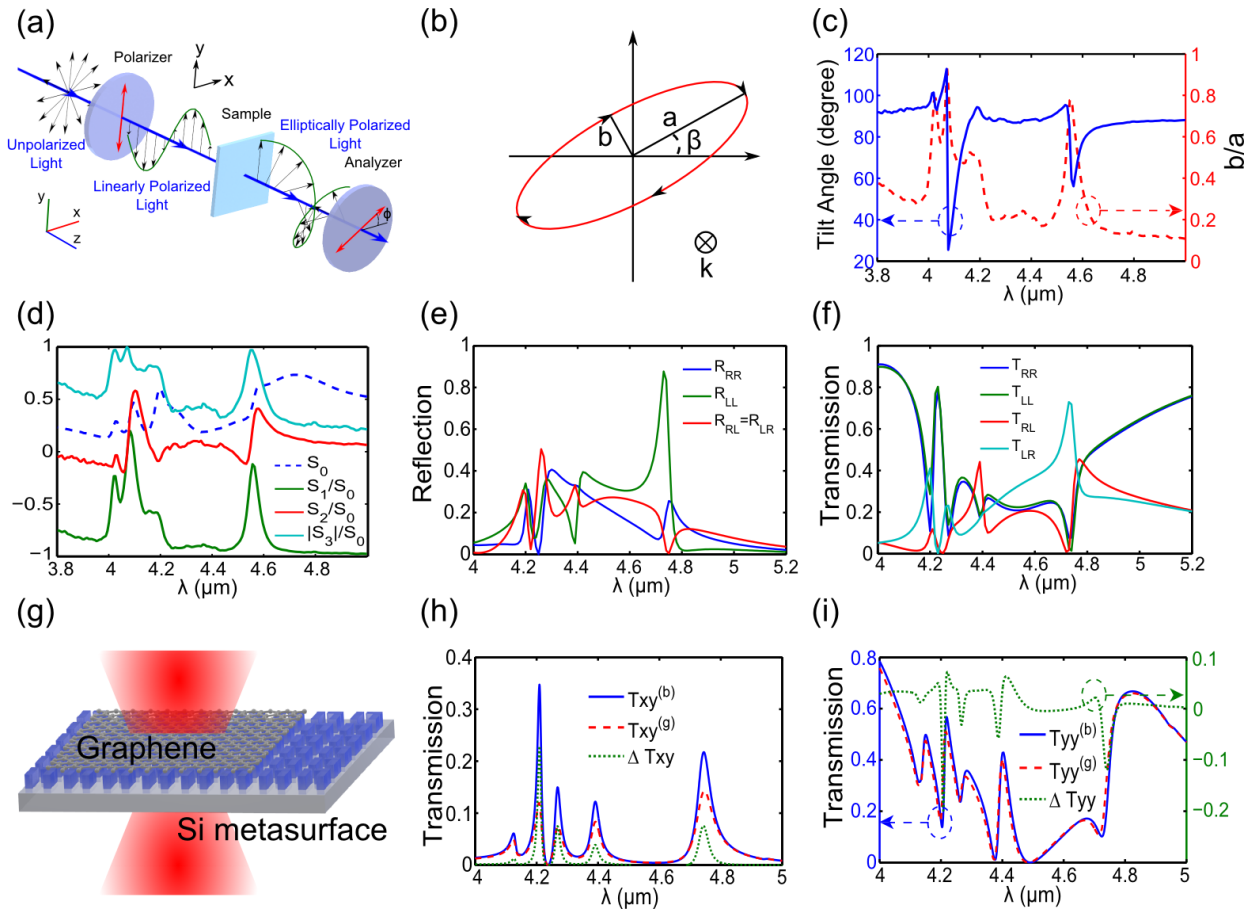 (a)
Polarizer
y
x
Sample
Elliptically Polarized
Light
Analyzer
Unpolarized
Light
Linearly Polarized
Light
ϕ
y
x
z
(b)
b
a
β
k
(c)
120
100
80
60
40
20
Tilt Angle (degree)
1
0.8
0.6
0.4
0.2
0
b/a
3.8 4 4.2 4.4 4.6 4.8
λ (μm)
(d)
1
0.5
0
−0.5
−1
S0
S1/S0
S2/S0
|S3|/S0
3.8 4 4.2 4.4 4.6 4.8
λ (μm)
(e)
1
0.8
0.6
0.4
0.2
0
Reflection
RRR
RLL
RRL=RLR
4 4.2 4.4 4.6 4.8 5 5.2
λ (μm)
(f)
1
0.8
0.6
0.4
0.2
0
Transmission
TRR
TLL
TRL
TLR
4 4.2 4.4 4.6 4.8 5 5.2
λ (μm)
(g)
Graphene
Si metasurface
(h)
0.4
0.3
0.2
0.1
0
Transmission
Txy(b)
Txy(g)
Δ Txy
4 4.2 4.4 4.6 4.8 5
λ (μm)
(i)
0.8
0.6
0.4
0.2
0
Transmission
0.1
0
−0.1
−0.2
Tyy(b)
Tyy(g)
Δ Tyy
4 4.2 4.4 4.6 4.8 5
λ (μm)